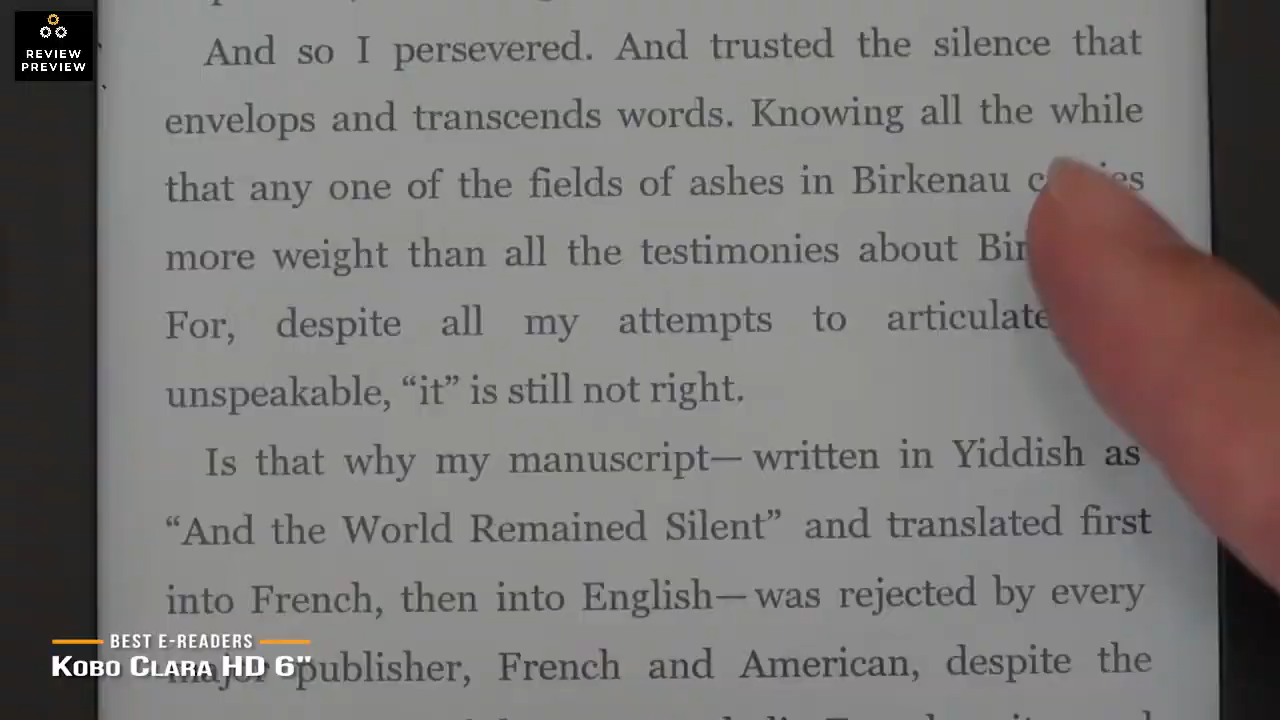 REVIEW
PREVIEW
And so I persevered. And trusted the silence that
envelops and transcends words. Knowing all the while
that any one of the fields of ashes in Birkenau
more weight than all the testimonies about
For, despite all my attempts to articulate
unspeakable, “it” is still not right.
Is that why my manuscript— written in Yiddish as
“And the World Remained Silent” and translated first
into French, then into English—was rejected by every
major publisher, French and American, despite the
BEST E-READERS
KOBO CLARA HD 6"